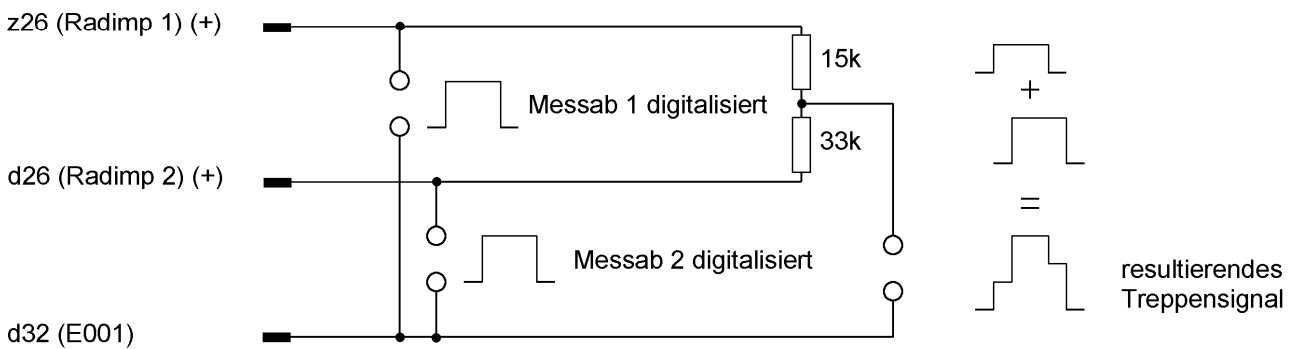 z26 (Radimp 1) (+)
15k
Messab 1 digitalisiert
+
33k
d26 (Radimp 2) (+)
=
Messab 2 digitalisiert
resultierendes
Treppensignal
d32 (E001)